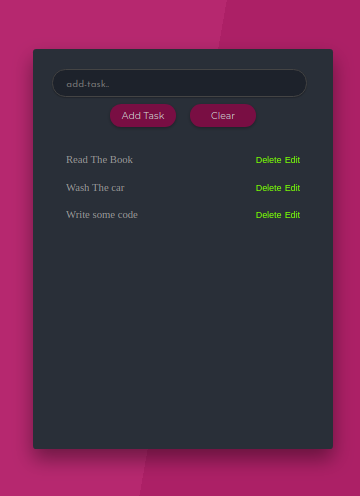 add-task.
Add Task Clear
Read The Book Delete Edit
Wash The car Delete Edit
Write some code Delete Edit